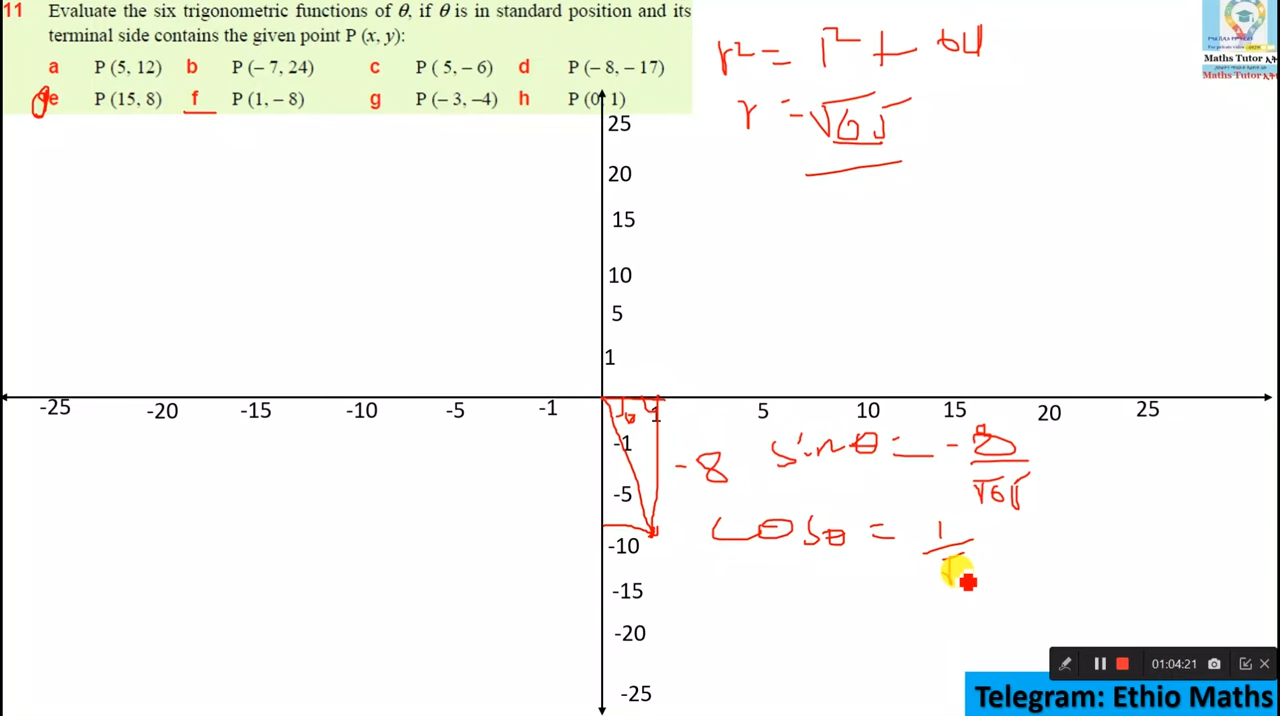 11 Evaluate the six trigonometric functions of θ, if θ is in standard position and its
terminal side contains the given point P (x, y):
a P (5, 12) b P (– 7, 24) c P ( 5, – 6) d P (– 8, – 17)
e P (15, 8) f P (1, – 8) g P (– 3, –4) h P (0, 1)
r² = 1² + 64
r = √65
Maths Tutor
Maths Tutor
25
20
15
10
5
1
-25 -20 -15 -10 -5 -1 1 5 10 15 20 25
θ
-1
-5
-10
-15
-20
-25
-8
sinθ = -8/√65
cosθ = 1/√
01:04:21
Telegram: Ethio Maths